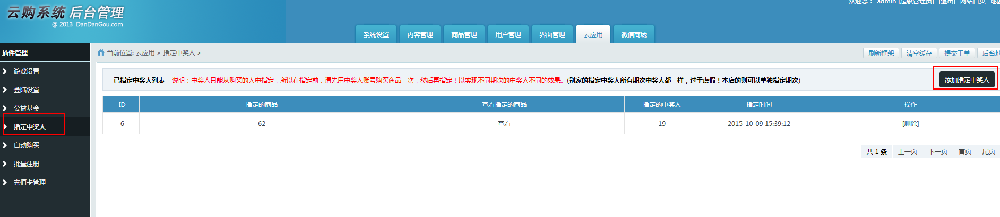 云购系统 后台管理
@ 2013 DanDanGou.com
欢迎您： admin [超级管理员] [退出] 网站首页 地图
系统设置 内容管理 商品管理 用户管理 界面管理 云应用 微信商城
插件管理
游戏设置
登陆设置
公益基金
指定中奖人
自动购买
批量注册
充值卡管理
当前位置: 云应用 > 指定中奖人 >
刷新框架 清空缓存 提交工单 后台地
已指定中奖人列表 说明：中奖人只能从购买的人中指定，所以在指定前，请先用中奖人账号购买商品一次，然后再指定！以实现不同期次的中奖人不同的效果。(别家的指定中奖人所有期次中奖人都一样，过于虚假！本店的则可以单独指定期次)
添加指定中奖人
ID 指定的商品 查看指定的商品 指定的中奖人 指定时间 操作
6 62 查看 19 2015-10-09 15:39:12 [删除]
共 1 条 上一页 下一页 首页 尾页